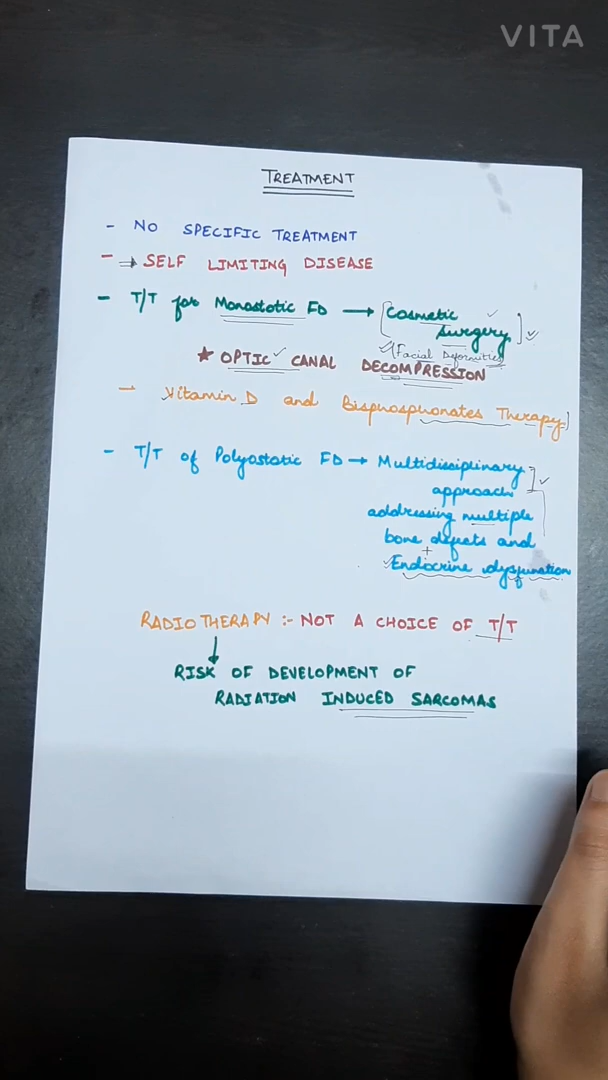 VITA
TREATMENT
- NO SPECIFIC TREATMENT
- → SELF LIMITING DISEASE
- T/T for Monostotic FD → [Cosmetic ✓
Surgery] ✓
✓(Facial Deformities)
★ OPTIC ✓ CANAL DECOMPRESSION
- Vitamin D and Bisphosphonates Therapy]
- T/T of Polyostatic FD → Multidisiplinary
approach ] ✓
addressing multiple
bone defects and
+
✓Endocrine dysfunction
RADIOTHERAPY :- NOT A CHOICE OF T/T
↓
RISK OF DEVELOPMENT OF
RADIATION INDUCED SARCOMAS